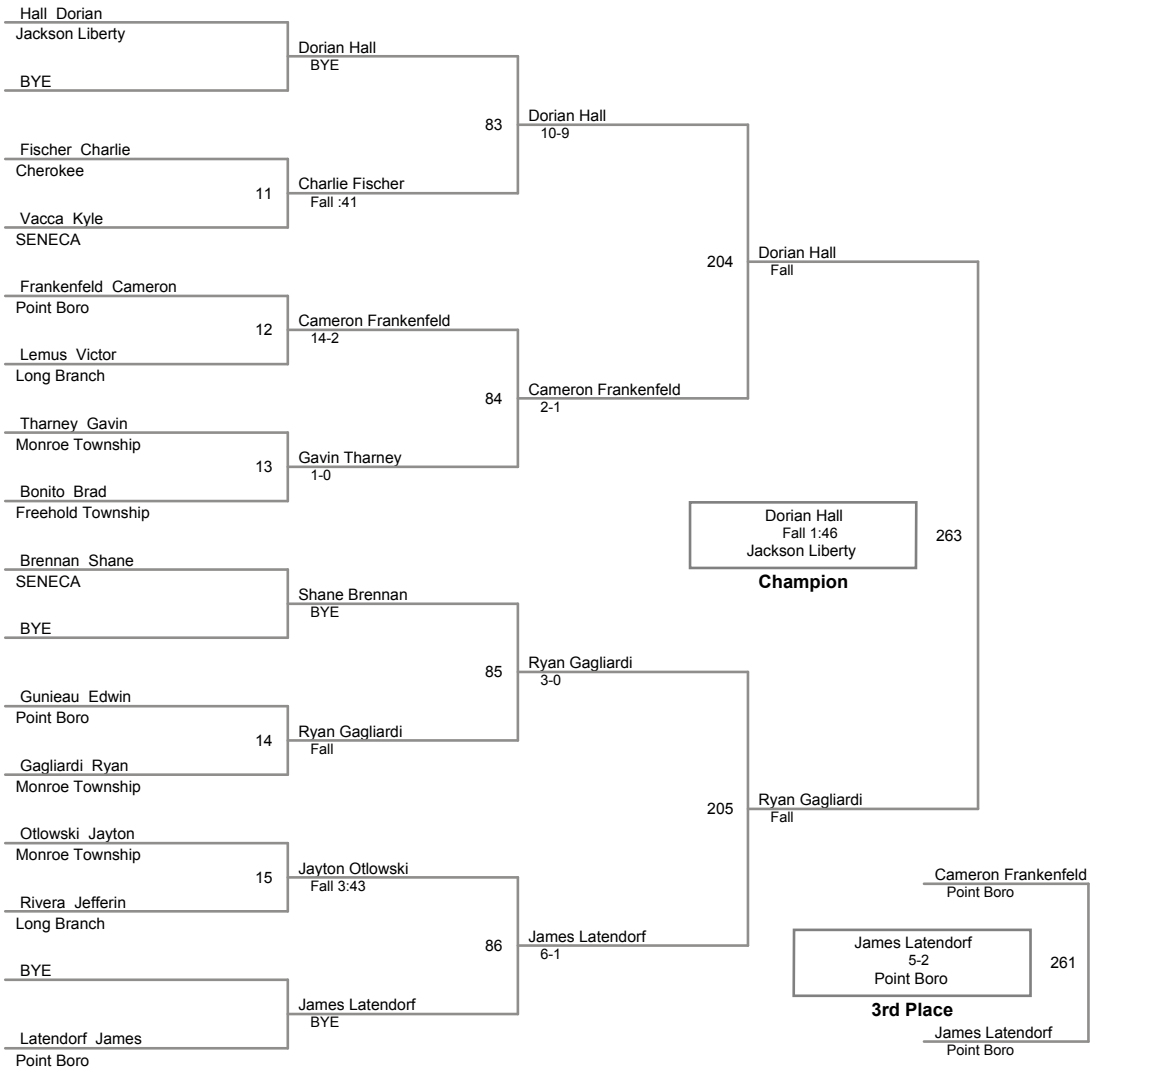 Hall Dorian
Jackson Liberty
BYE
Fischer Charlie
Cherokee
Vacca Kyle
SENECA
Frankenfeld Cameron
Point Boro
Lemus Victor
Long Branch
Tharney Gavin
Monroe Township
Bonito Brad
Freehold Township
Brennan Shane
SENECA
BYE
Gunieau Edwin
Point Boro
Gagliardi Ryan
Monroe Township
Otlowski Jayton
Monroe Township
Rivera Jefferin
Long Branch
BYE
Latendorf James
Point Boro
Dorian Hall
BYE
11
Charlie Fischer
Fall :41
12
Cameron Frankenfeld
14-2
13
Gavin Tharney
1-0
Shane Brennan
BYE
14
Ryan Gagliardi
Fall
15
Jayton Otlowski
Fall 3:43
James Latendorf
BYE
83
Dorian Hall
10-9
84
Cameron Frankenfeld
2-1
85
Ryan Gagliardi
3-0
86
James Latendorf
6-1
204
Dorian Hall
Fall
205
Ryan Gagliardi
Fall
Dorian Hall
Fall 1:46
Jackson Liberty
263
Champion
Cameron Frankenfeld
Point Boro
James Latendorf
5-2
Point Boro
261
3rd Place
James Latendorf
Point Boro